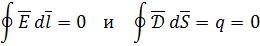 ∮ E̅ dl̅ = 0 и ∮ D̅ dS̅ = q = 0